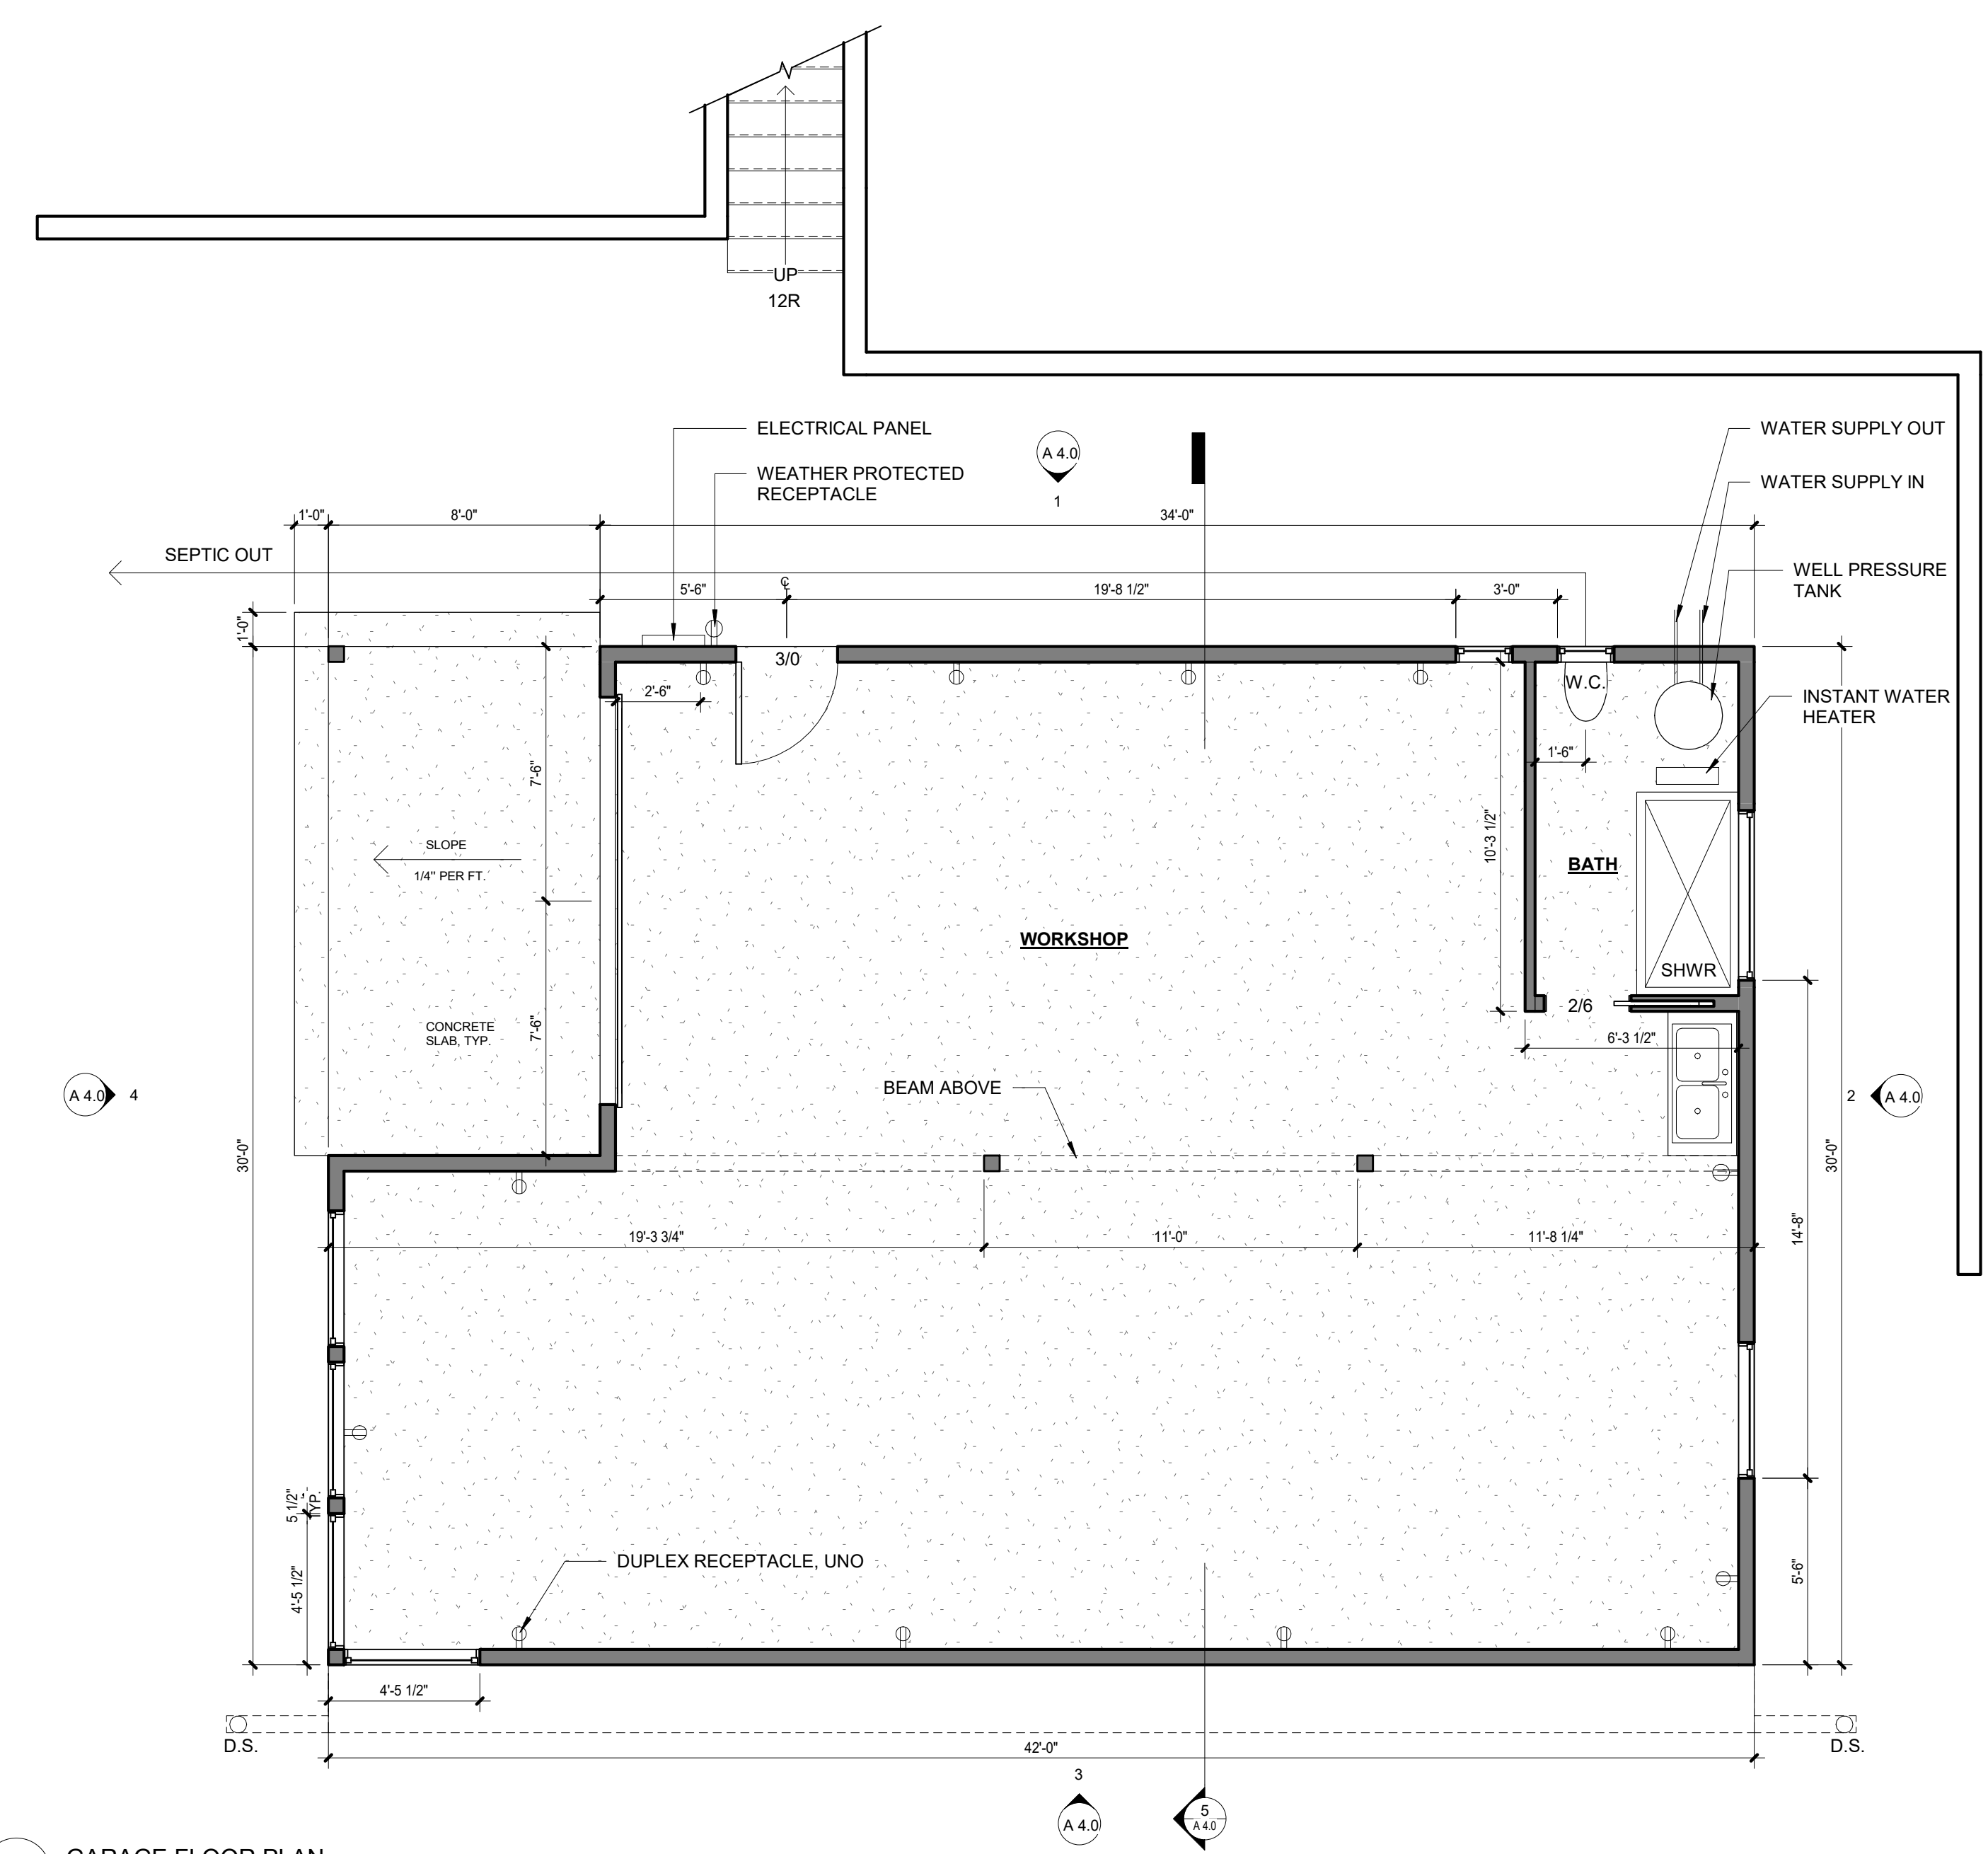 UP
12R
ELECTRICAL PANEL
WEATHER PROTECTED
RECEPTACLE
A 4.0
1
WATER SUPPLY OUT
WATER SUPPLY IN
WELL PRESSURE
TANK
INSTANT WATER
HEATER
1'-0"
8'-0"
34'-0"
SEPTIC OUT
5'-6"
℄
19'-8 1/2"
3'-0"
1'-0"
3/0
2'-6"
W.C.
1'-6"
7'-6"
10'-3 1/2"
SLOPE
1/4" PER FT.
BATH
WORKSHOP
SHWR
2/6
7'-6"
CONCRETE
SLAB, TYP.
6'-3 1/2"
BEAM ABOVE
A 4.0
4
2
A 4.0
30'-0"
30'-0"
19'-3 3/4"
11'-0"
11'-8 1/4"
14'-8"
5 1/2"
TYP.
4'-5 1/2"
DUPLEX RECEPTACLE, UNO
5'-6"
4'-5 1/2"
D.S.
D.S.
42'-0"
3
A 4.0
5
A 4.0
GARAGE FLOOR PLAN